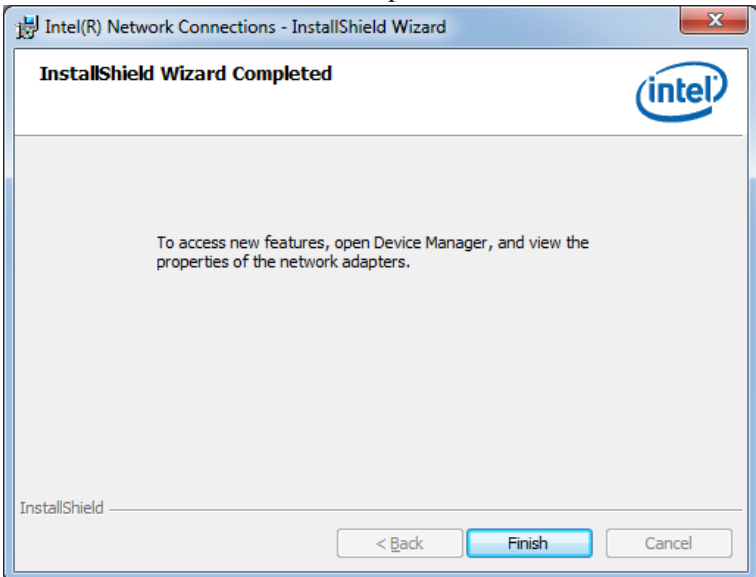 Intel(R) Network Connections - InstallShield Wizard
InstallShield Wizard Completed
intel
To access new features, open Device Manager, and view the
properties of the network adapters.
InstallShield
< Back
Finish
Cancel